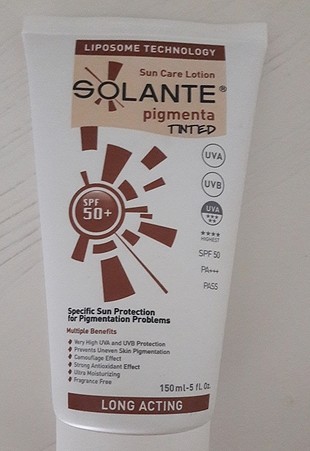 LIPOSOME TECHNOLOGY
Sun Care Lotion
SOLANTE®
pigmenta
TINTED
UVA
UVB
SPF
50+
UVA
★★★
★★
★★★★
HIGHEST
SPF 50
PA+++
PASS
Specific Sun Protection
for Pigmentation Problems
Multiple Benefits
Very High UVA and UVB Protection
Prevents Uneven Skin Pigmentation
Camouflage Effect
Strong Antioxidant Effect
Ultra Moisturizing
Fragrance Free
150ml-5 fl. Oz.
LONG ACTING